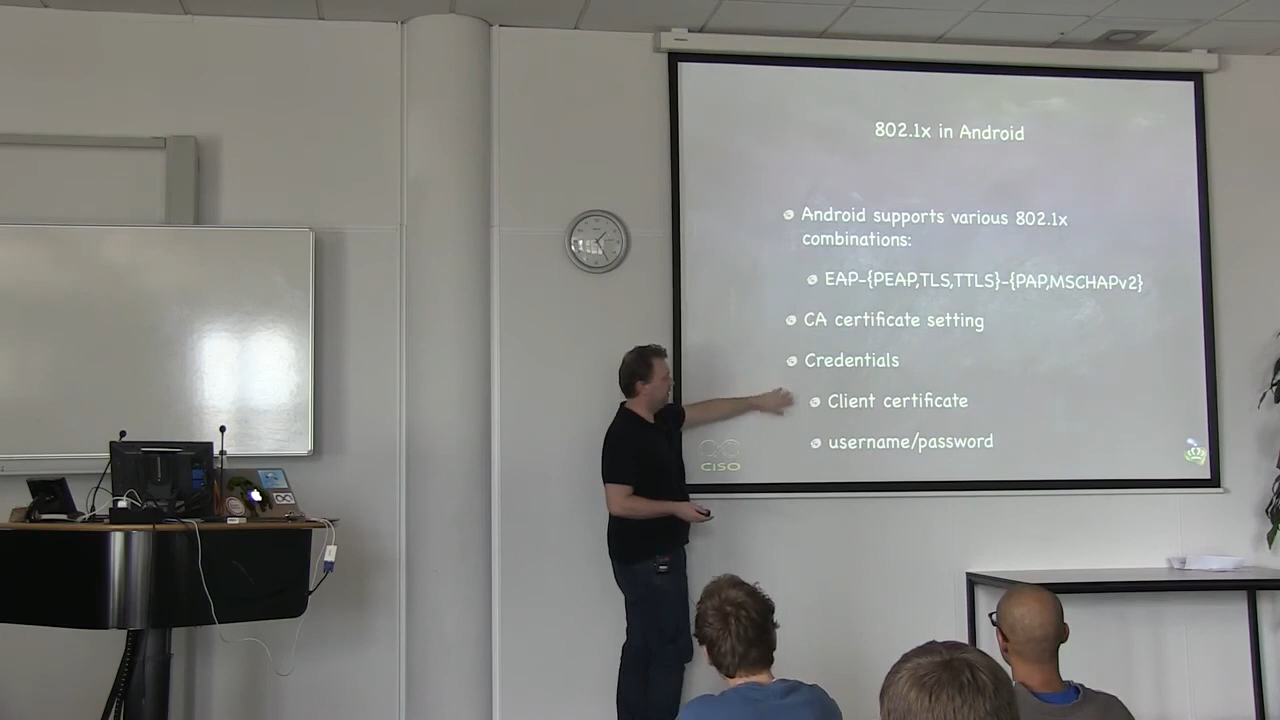 802.1x in Android
Android supports various 802.1x
combinations:
EAP-{PEAP,TLS,TTLS}-{PAP,MSCHAPv2}
CA certificate setting
Credentials
Client certificate
username/password
CISO